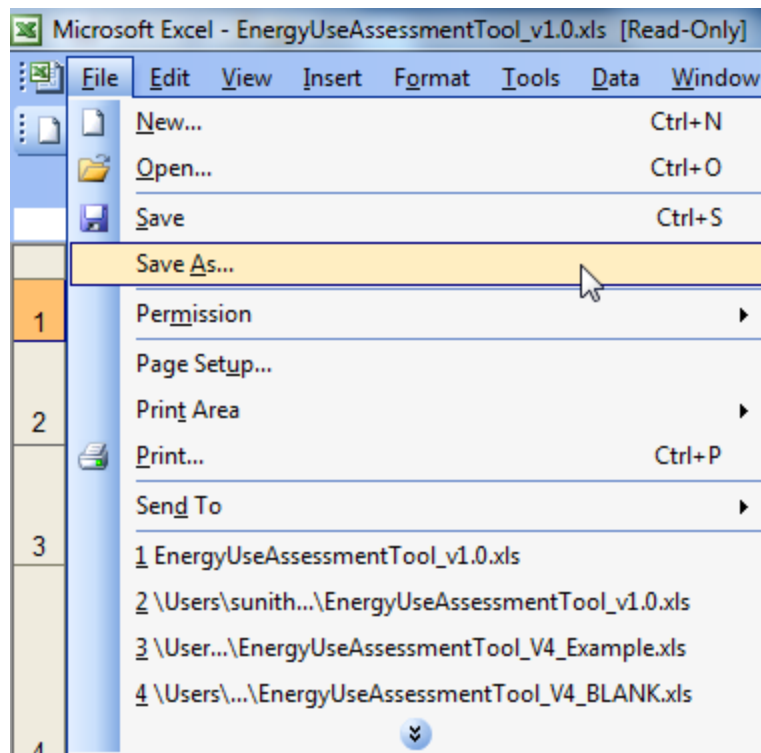 Microsoft Excel - EnergyUseAssessmentTool_v1.0.xls [Read-Only]
File Edit View Insert Format Tools Data Window
New... Ctrl+N
Open... Ctrl+O
Save Ctrl+S
Save As...
1
Permission
Page Setup...
2
Print Area
Print... Ctrl+P
Send To
3
1 EnergyUseAssessmentTool_v1.0.xls
2 \Users\sunith...\EnergyUseAssessmentTool_v1.0.xls
3 \User...\EnergyUseAssessmentTool_V4_Example.xls
4 \Users\...\EnergyUseAssessmentTool_V4_BLANK.xls
4